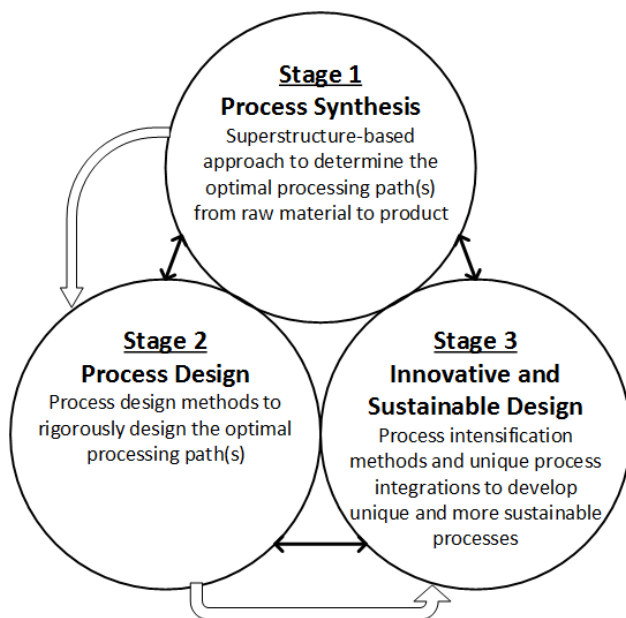 Stage 1
Process Synthesis
Superstructure-based
approach to determine the
optimal processing path(s)
from raw material to product
Stage 2
Process Design
Process design methods to
rigorously design the optimal
processing path(s)
Stage 3
Innovative and
Sustainable Design
Process intensification
methods and unique process
integrations to develop
unique and more sustainable
processes